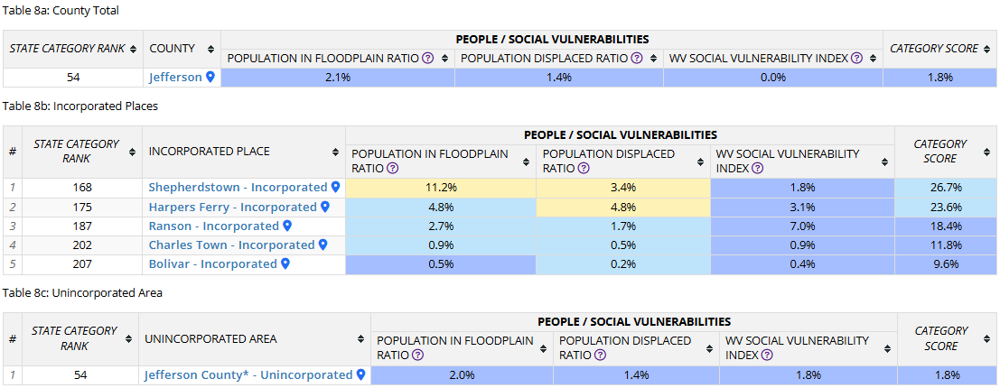 Table 8a: County Total
PEOPLE / SOCIAL VULNERABILITIES
STATE CATEGORY RANK COUNTY POPULATION IN FLOODPLAIN RATIO ? POPULATION DISPLACED RATIO ? WV SOCIAL VULNERABILITY INDEX ? CATEGORY SCORE
54 Jefferson 2.1% 1.4% 0.0% 1.8%
Table 8b: Incorporated Places
PEOPLE / SOCIAL VULNERABILITIES
# STATE CATEGORY INCORPORATED PLACE POPULATION IN FLOODPLAIN POPULATION DISPLACED WV SOCIAL VULNERABILITY CATEGORY
RANK RATIO ? RATIO ? INDEX ? SCORE
1 168 Shepherdstown - Incorporated 11.2% 3.4% 1.8% 26.7%
2 175 Harpers Ferry - Incorporated 4.8% 4.8% 3.1% 23.6%
3 187 Ranson - Incorporated 2.7% 1.7% 7.0% 18.4%
4 202 Charles Town - Incorporated 0.9% 0.5% 0.9% 11.8%
5 207 Bolivar - Incorporated 0.5% 0.2% 0.4% 9.6%
Table 8c: Unincorporated Area
PEOPLE / SOCIAL VULNERABILITIES
# STATE CATEGORY UNINCORPORATED AREA POPULATION IN FLOODPLAIN POPULATION DISPLACED WV SOCIAL VULNERABILITY CATEGORY
RANK RATIO ? RATIO ? INDEX ? SCORE
1 54 Jefferson County* - Unincorporated 2.0% 1.4% 1.8% 1.8%